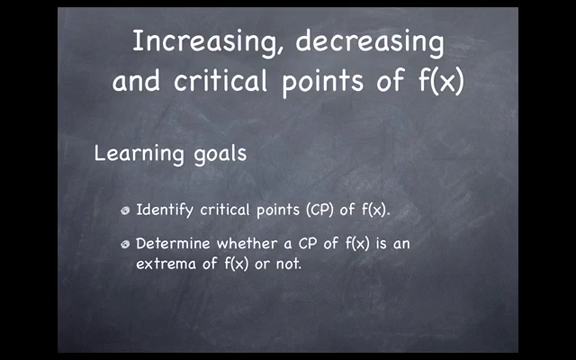 Increasing, decreasing
and critical points of f(x)
Learning goals
Identify critical points (CP) of f(x).
Determine whether a CP of f(x) is an
extrema of f(x) or not.